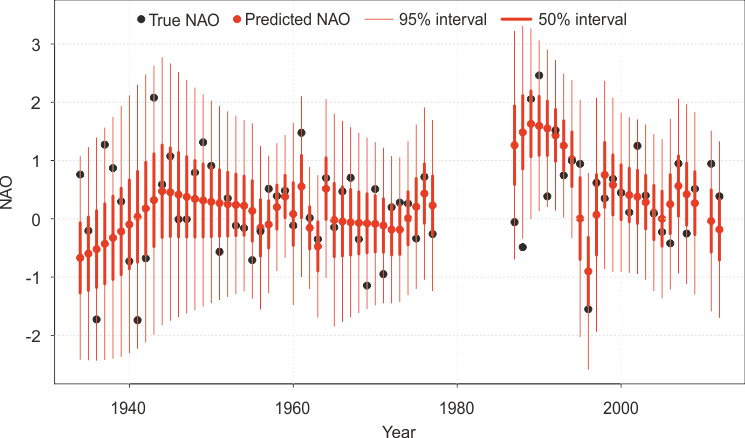 True NAO Predicted NAO 95% interval 50% interval
3
2
1
0
-1
-2
NAO
1940 1960 1980 2000
Year